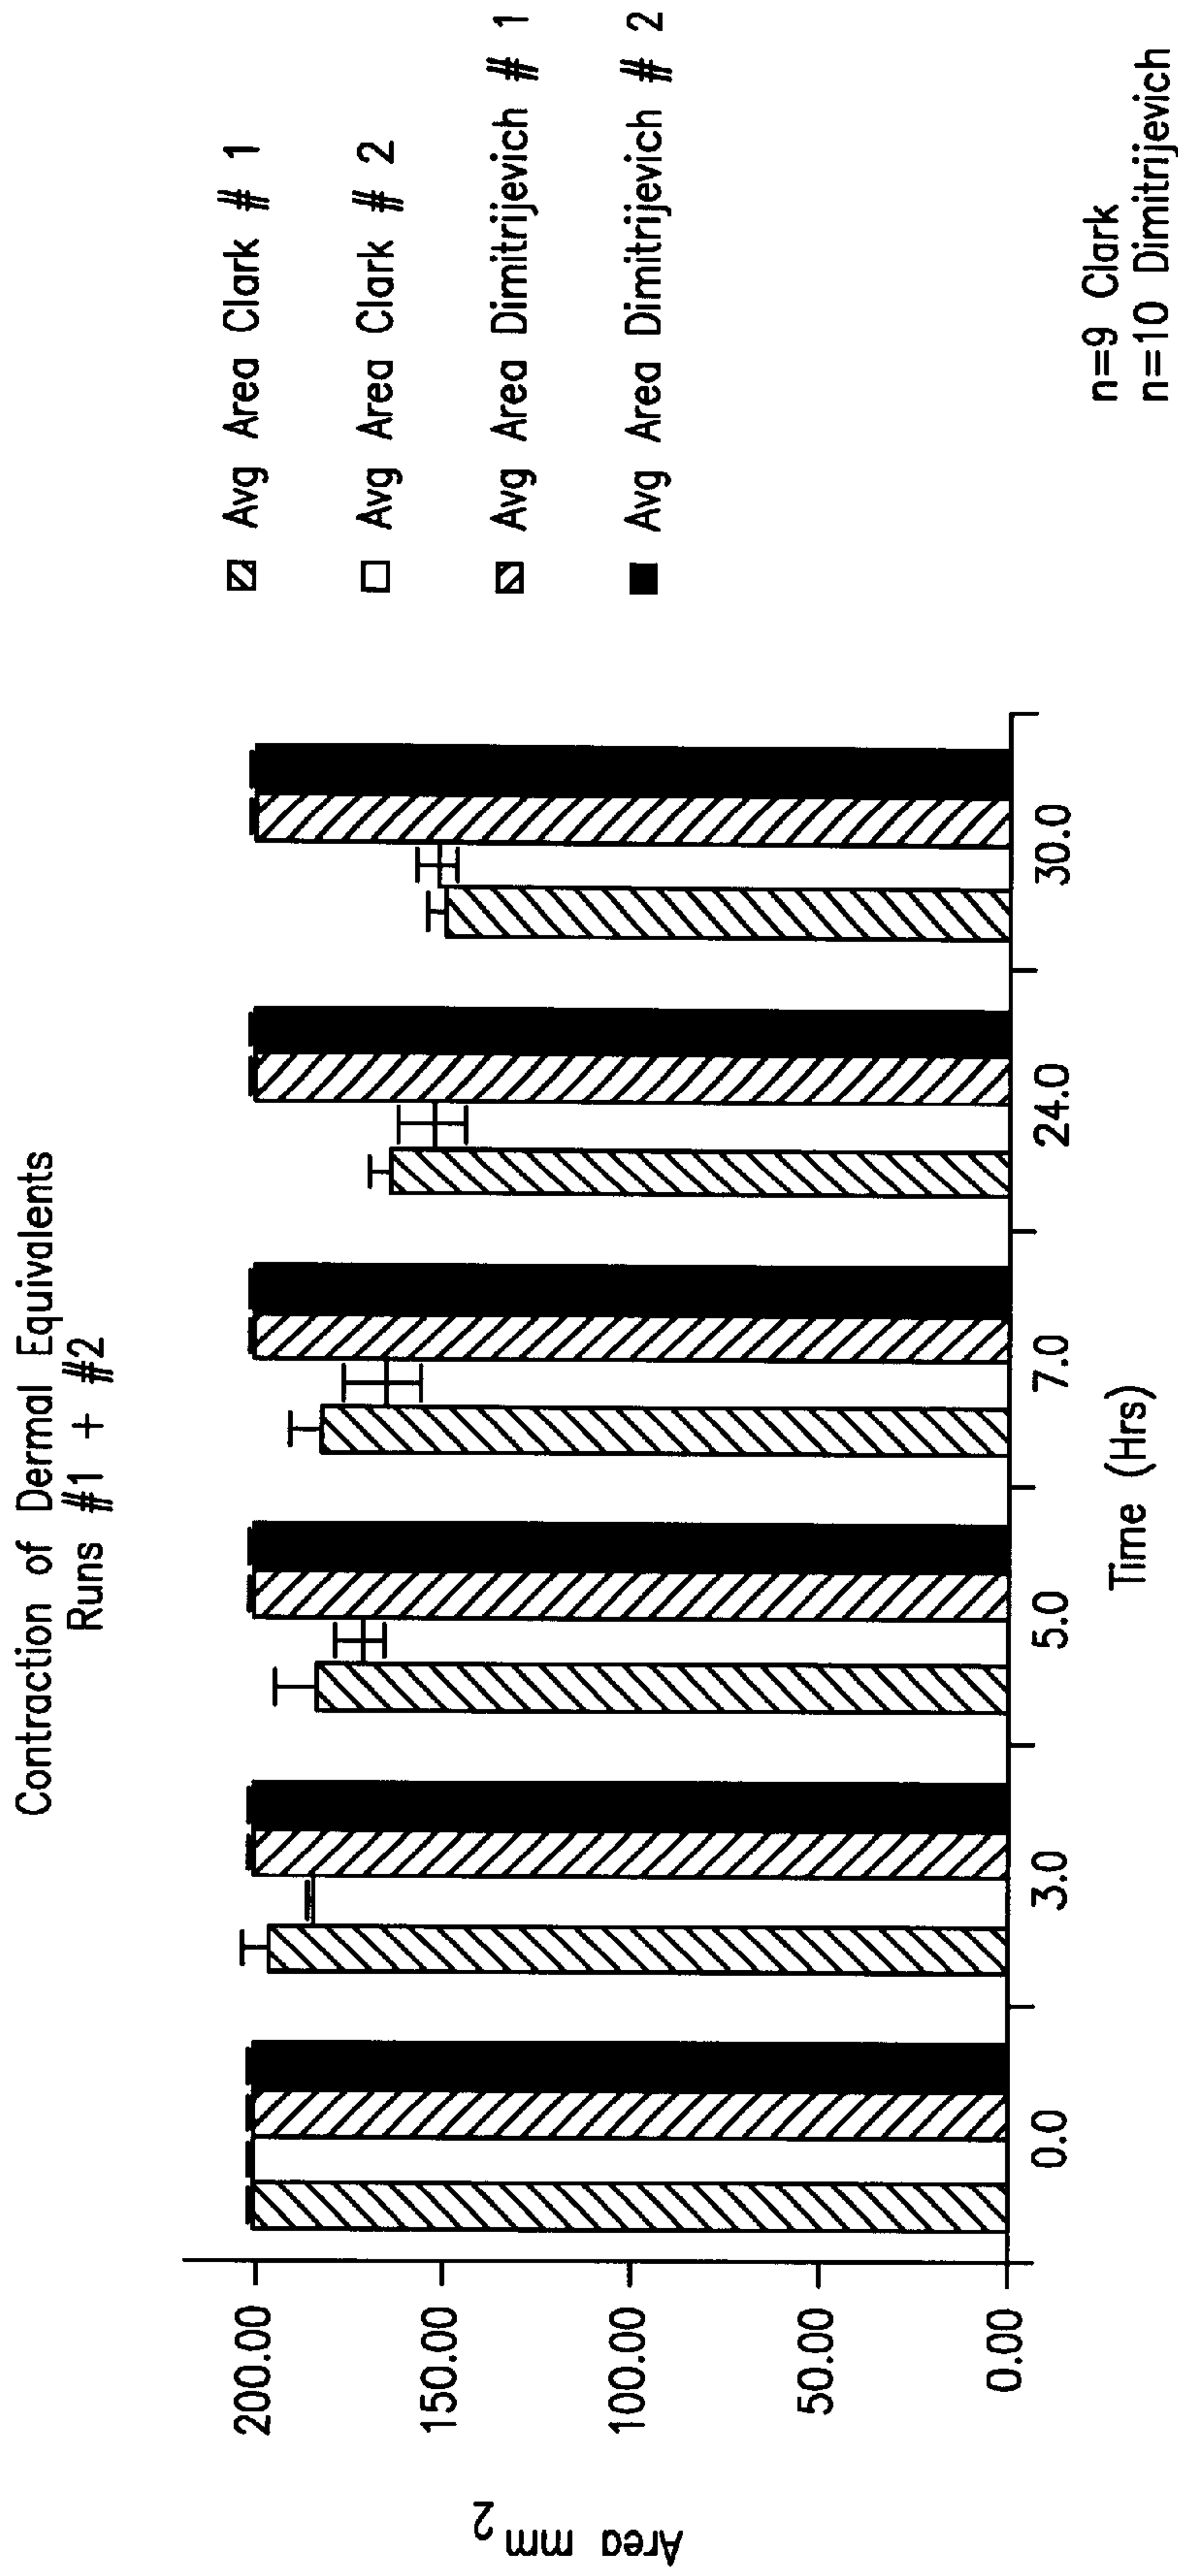 Contraction of Dermal Equivalents
Runs #1 + #2
Area mm2
200.00
150.00
100.00
50.00
0.00
0.0
3.0
5.0
7.0
24.0
30.0
Time (Hrs)
Avg Area Clark # 1
Avg Area Clark # 2
Avg Area Dimitrijevich # 1
Avg Area Dimitrijevich # 2
n=9 Clark
n=10 Dimitrijevich